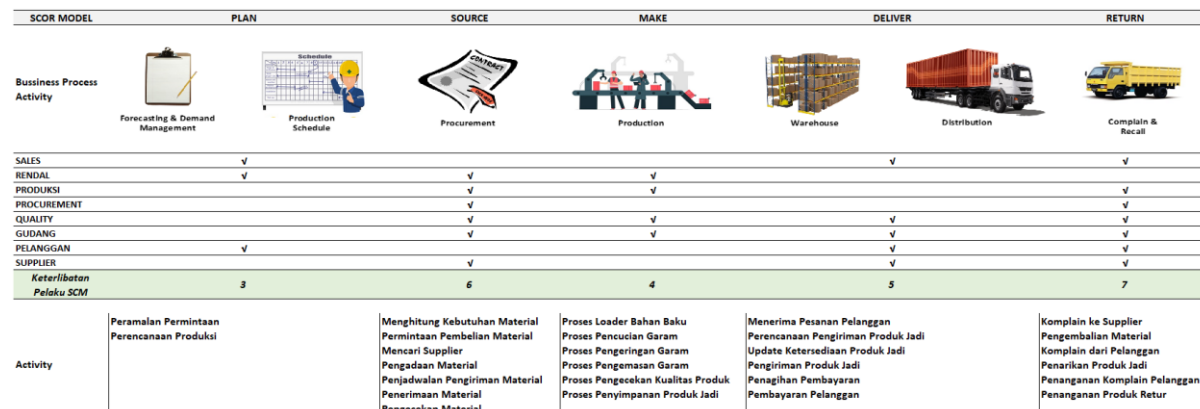 SCOR MODEL PLAN SOURCE MAKE DELIVER RETURN
Bussiness Process
Activity
Schedule
CONTRACT
Forecasting & Demand
Management
Production
Schedule
Procurement
Production
Warehouse
Distribution
Complain &
Recall
SALES √ √ √
RENDAL √ √ √
PRODUKSI √ √ √
PROCUREMENT √ √
QUALITY √ √ √ √
GUDANG √ √ √ √
PELANGGAN √ √ √
SUPPLIER √ √ √
Keterlibatan
Pelaku SCM
3 6 4 5 7
Activity
Peramalan Permintaan
Perencanaan Produksi
Menghitung Kebutuhan Material
Permintaan Pembelian Material
Mencari Supplier
Pengadaan Material
Penjadwalan Pengiriman Material
Penerimaan Material
Pengecekan Material
Proses Loader Bahan Baku
Proses Pencucian Garam
Proses Pengeringan Garam
Proses Pengemasan Garam
Proses Pengecekan Kualitas Produk
Proses Penyimpanan Produk Jadi
Menerima Pesanan Pelanggan
Perencanaan Pengiriman Produk Jadi
Update Ketersediaan Produk Jadi
Pengiriman Produk Jadi
Penagihan Pembayaran
Pembayaran Pelanggan
Komplain ke Supplier
Pengembalian Material
Komplain dari Pelanggan
Penarikan Produk Jadi
Penanganan Komplain Pelanggan
Penanganan Produk Retur